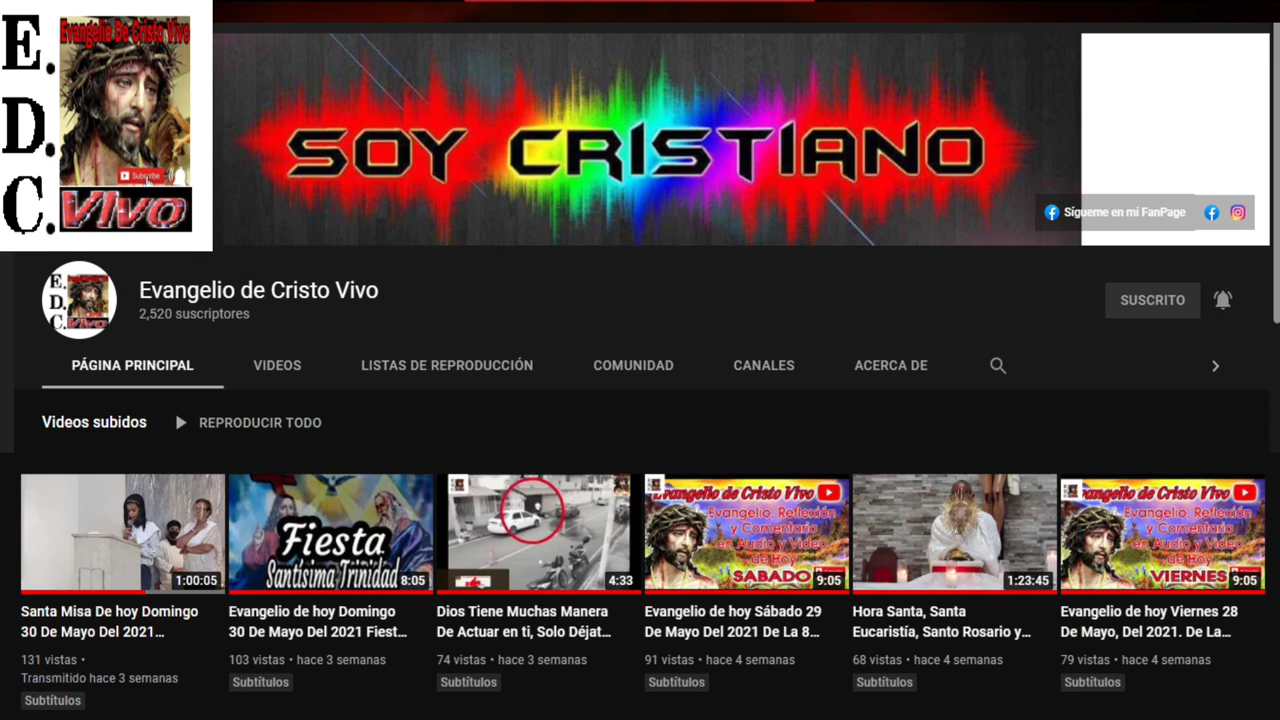 E.
D.
C.
Evangelio De Cristo Vivo
Subscribe
Vivo
SOY CRISTIANO
Sígueme en mi FanPage
E.
D.
C.
Vivo
Evangelio de Cristo Vivo
2,520 suscriptores
SUSCRITO
PÁGINA PRINCIPAL
VIDEOS
LISTAS DE REPRODUCCIÓN
COMUNIDAD
CANALES
ACERCA DE
Videos subidos
REPRODUCIR TODO
1:00:05
Santa Misa De hoy Domingo
30 De Mayo Del 2021...
131 vistas •
Transmitido hace 3 semanas
Subtítulos
Fiesta
Santísima Trinidad
8:05
Evangelio de hoy Domingo
30 De Mayo Del 2021 Fiest...
103 vistas • hace 3 semanas
Subtítulos
4:33
Dios Tiene Muchas Manera
De Actuar en ti, Solo Déjat...
74 vistas • hace 3 semanas
Subtítulos
Evangelio de Cristo Vivo
Evangelio, Reflexión
y Comentario
en Audio y Video
de Hoy
SABADO
9:05
Evangelio de hoy Sábado 29
De Mayo Del 2021 De La 8...
91 vistas • hace 4 semanas
Subtítulos
1:23:45
Hora Santa, Santa
Eucaristía, Santo Rosario y...
68 vistas • hace 4 semanas
Subtítulos
Evangelio de Cristo Vivo
Evangelio, Reflexión
y Comentario
en Audio y Video
de Hoy
VIERNES
9:05
Evangelio de hoy Viernes 28
De Mayo, Del 2021. De La...
79 vistas • hace 4 semanas
Subtítulos